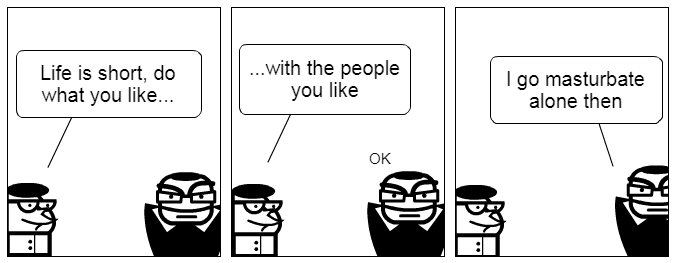 Life is short, do
what you like...
...with the people
you like
OK
I go masturbate
alone then